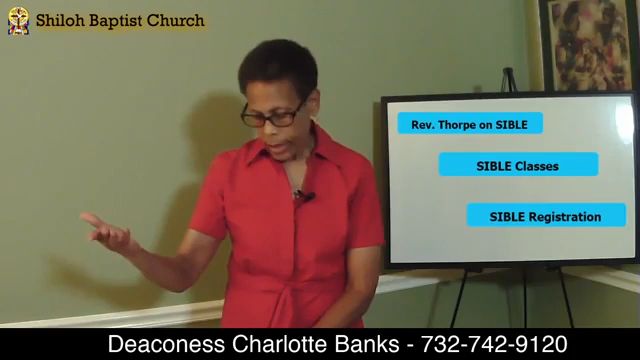 Shiloh Baptist Church
Rev. Thorpe on SIBLE
SIBLE Classes
SIBLE Registration
Deaconess Charlotte Banks - 732-742-9120